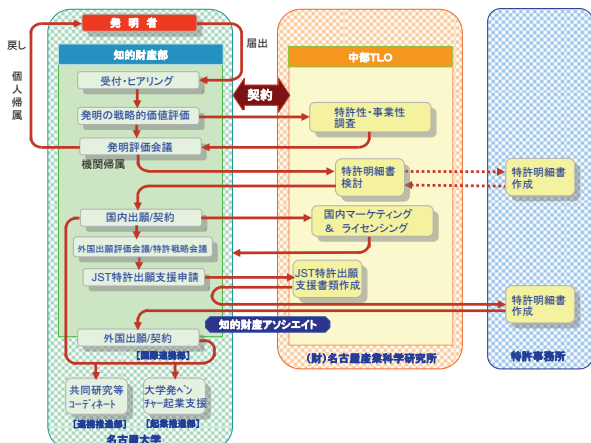 発 明 者
戻し
届出
個人帰属
知的財産部
中部TLO
受付・ヒアリング
契約
発明の戦略的価値評価
特許性・事業性
調査
発明評価会議
機関帰属
特許明細書
検討
特許明細書
作成
国内出願/契約
国内マーケティング
& ライセンシング
外国出願評価会議/特許戦略会議
JST特許出願支援申請
JST特許出願
支援書類作成
特許明細書
作成
知的財産アソシエイト
外国出願/契約
[国際連携部]
(財)名古屋産業科学研究所
特許事務所
共同研究等
コーディネート
大学発ベン
チャー起業支援
[連携推進部]
[起業推進部]
名古屋大学